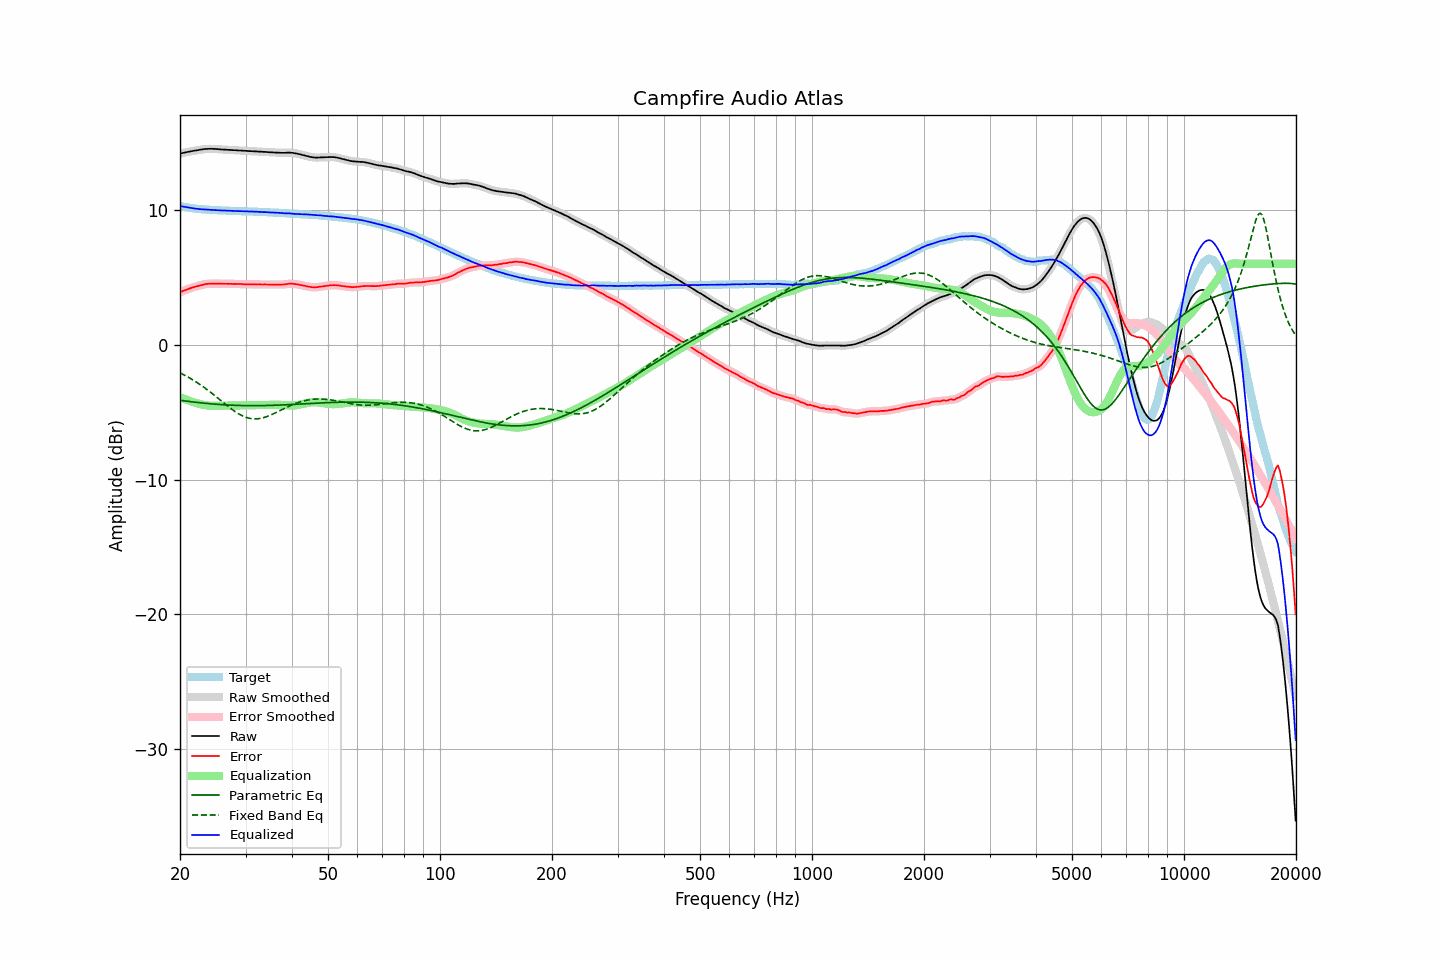 Campfire Audio Atlas
10
0
−10
−20
−30
Amplitude (dBr)
Target
Raw Smoothed
Error Smoothed
Raw
Error
Equalization
Parametric Eq
Fixed Band Eq
Equalized
20 50 100 200 500 1000 2000 5000 10000 20000
Frequency (Hz)